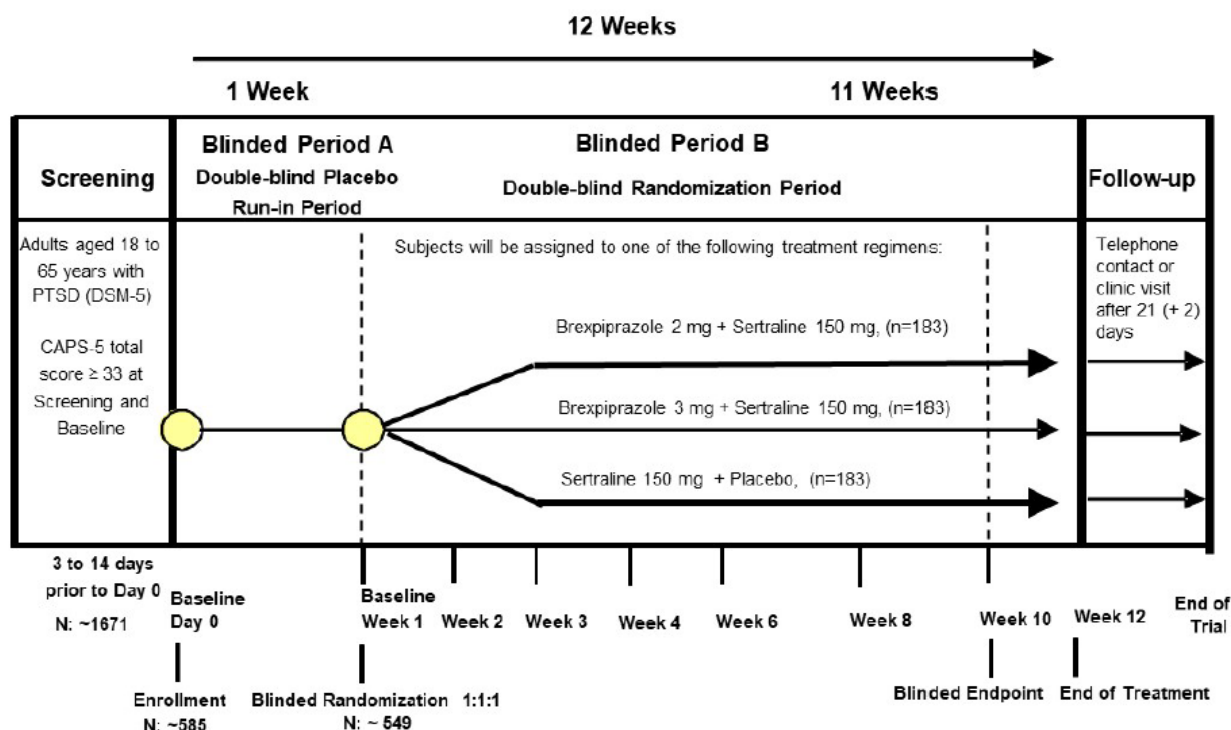 12 Weeks
1 Week
11 Weeks
Screening
Blinded Period A
Double-blind Placebo
Run-in Period
Blinded Period B
Double-blind Randomization Period
Follow-up
Adults aged 18 to
65 years with
PTSD (DSM-5)
CAPS-5 total
score ≥ 33 at
Screening and
Baseline
Subjects will be assigned to one of the following treatment regimens:
Brexpiprazole 2 mg + Sertraline 150 mg, (n=183)
Brexpiprazole 3 mg + Sertraline 150 mg, (n=183)
Sertraline 150 mg + Placebo, (n=183)
Telephone
contact or
clinic visit
after 21 (+ 2)
days
3 to 14 days
prior to Day 0
N: ~1671
Baseline
Day 0
Baseline
Week 1
Week 2
Week 3
Week 4
Week 6
Week 8
Week 10
Week 12
End of
Trial
Enrollment
N: ~585
Blinded Randomization 1:1:1
N: ~ 549
Blinded Endpoint
End of Treatment